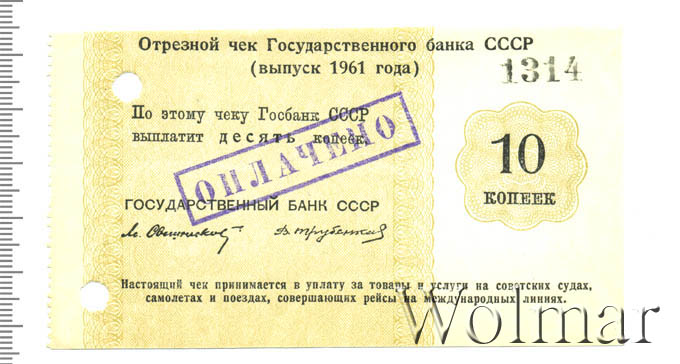 Отрезной чек Государственного банка СССР
(выпуск 1961 года)
1314
По этому чеку Госбанк СССР
выплатит десять копеек.
ОПЛАЧЕНО
10
КОПЕЕК
ГОСУДАРСТВЕННЫЙ БАНК СССР
Настоящий чек принимается в уплату за товары и услуги на советских судах,
самолетах и поездах, совершающих рейсы на международных линиях.
Wolmar